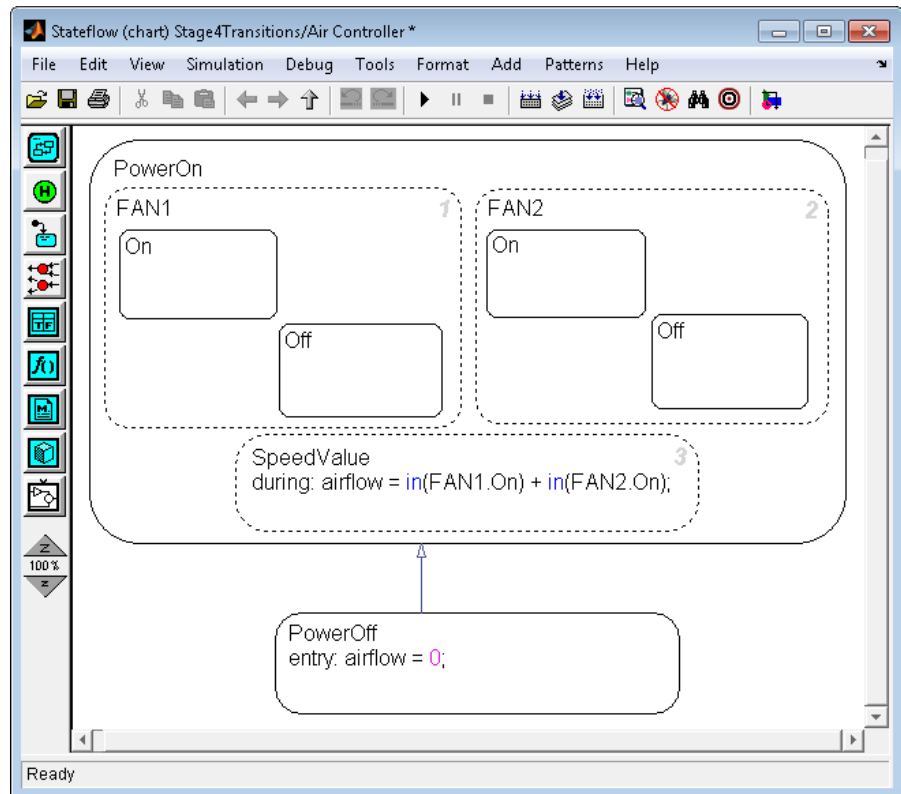 Stateflow (chart) Stage4Transitions/Air Controller *
File Edit View Simulation Debug Tools Format Add Patterns Help
PowerOn
FAN1 1
FAN2 2
On
Off
On
Off
SpeedValue 3
during: airflow = in(FAN1.On) + in(FAN2.On);
PowerOff
entry: airflow = 0;
H
TF
f()
M
Z
100%
z
Ready